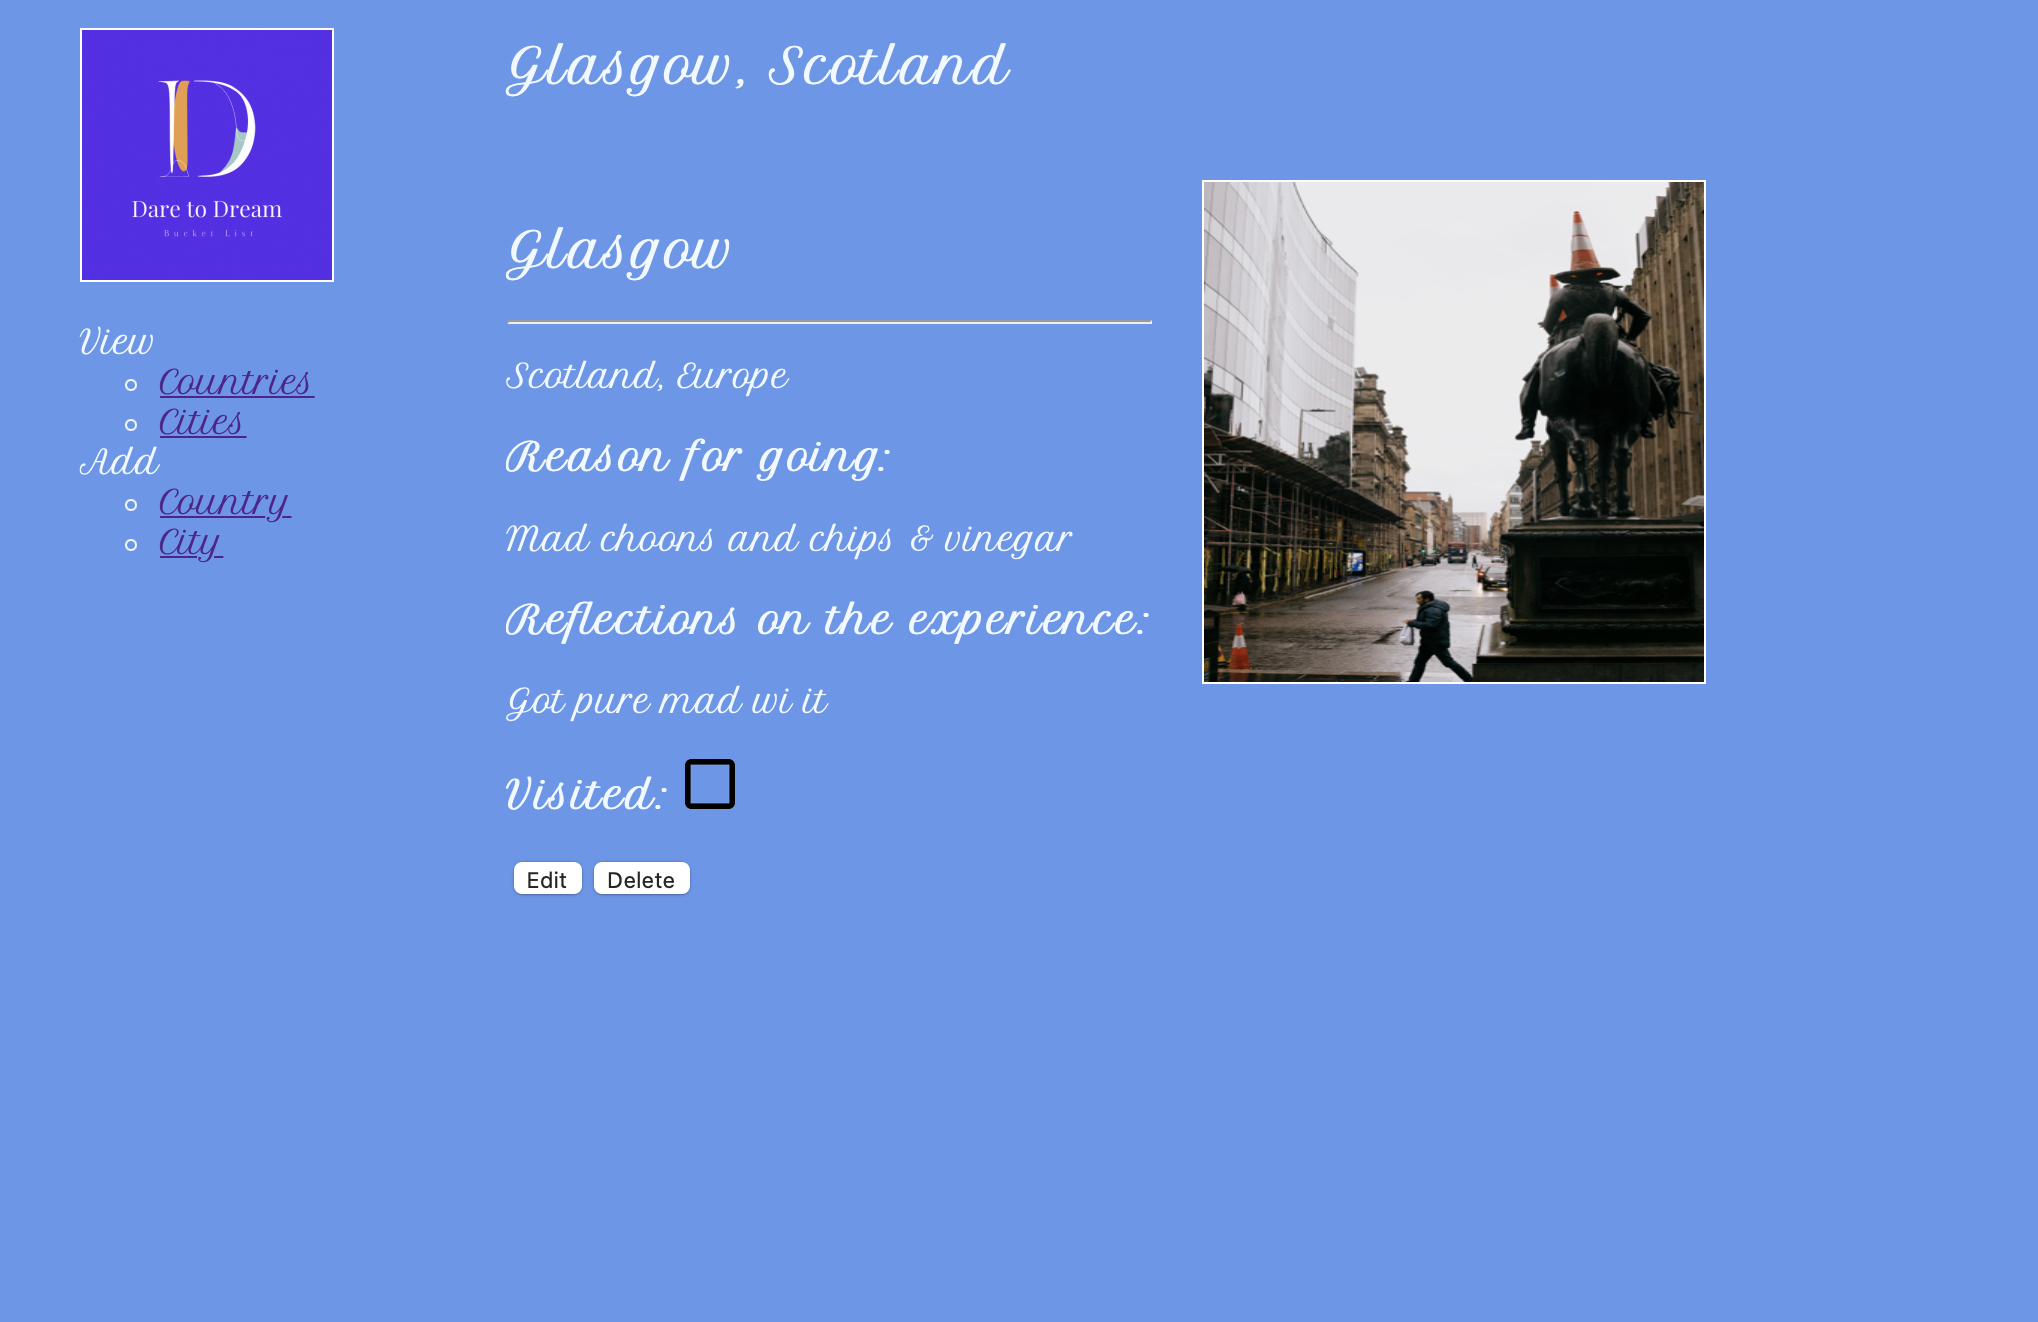 D
Dare to Dream
Bucket List
View
Countries
Cities
Add
Country
City
Glasgow, Scotland
Glasgow
Scotland, Europe
Reason for going:
Mad choons and chips & vinegar
Reflections on the experience:
Got pure mad wi it
Visited:
Edit Delete